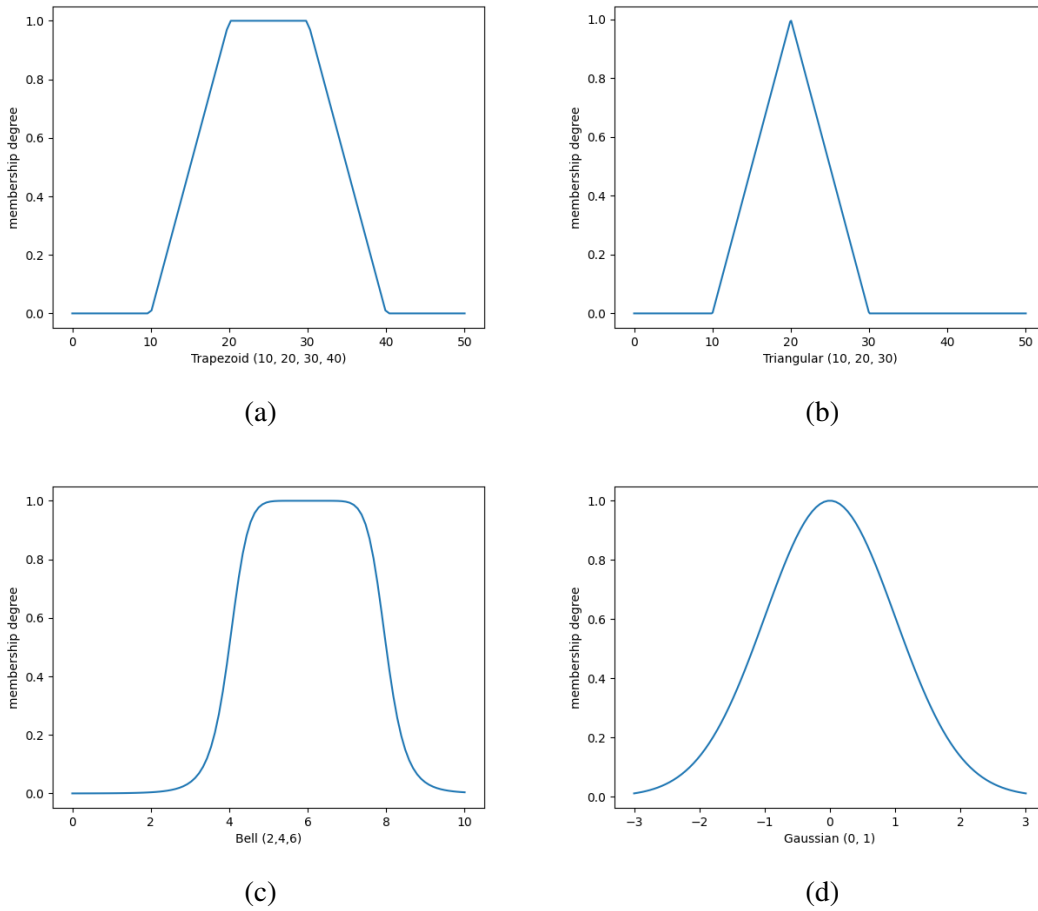 1.0
0.8
0.6
0.4
0.2
0.0
membership degree
0 10 20 30 40 50
Trapezoid (10, 20, 30, 40)
(a)
1.0
0.8
0.6
0.4
0.2
0.0
membership degree
0 10 20 30 40 50
Triangular (10, 20, 30)
(b)
1.0
0.8
0.6
0.4
0.2
0.0
membership degree
0 2 4 6 8 10
Bell (2,4,6)
(c)
1.0
0.8
0.6
0.4
0.2
0.0
membership degree
−3 −2 −1 0 1 2 3
Gaussian (0, 1)
(d)